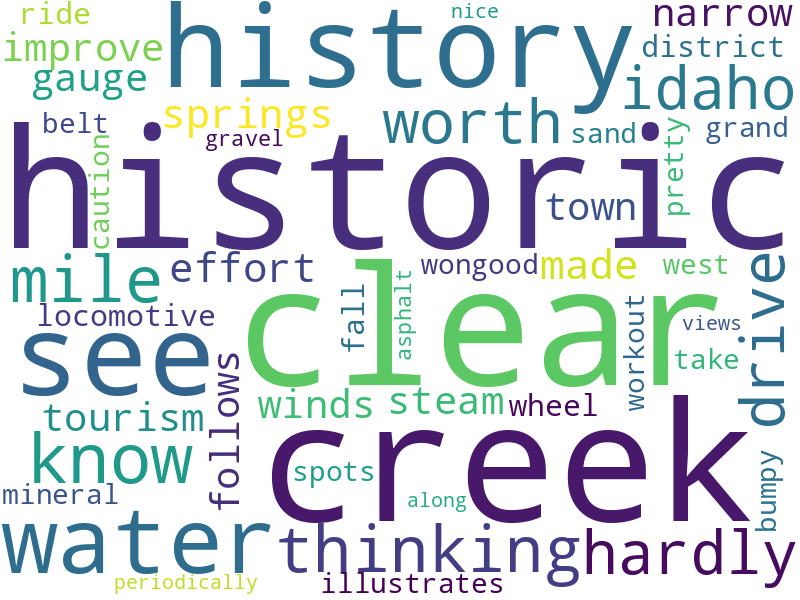 ride
nice
narrow
history
improve
district
gauge
idaho
springs
worth
belt
gravel
sand
grand
historic
caution
pretty
town
mile
effort
wongood
made
west
clear
locomotive
fall
asphalt
workout
views
drive
see
take
follows
winds
steam
wheel
tourism
creek
know
spots
mineral
along
bumpy
water
thinking
hardly
periodically
illustrates